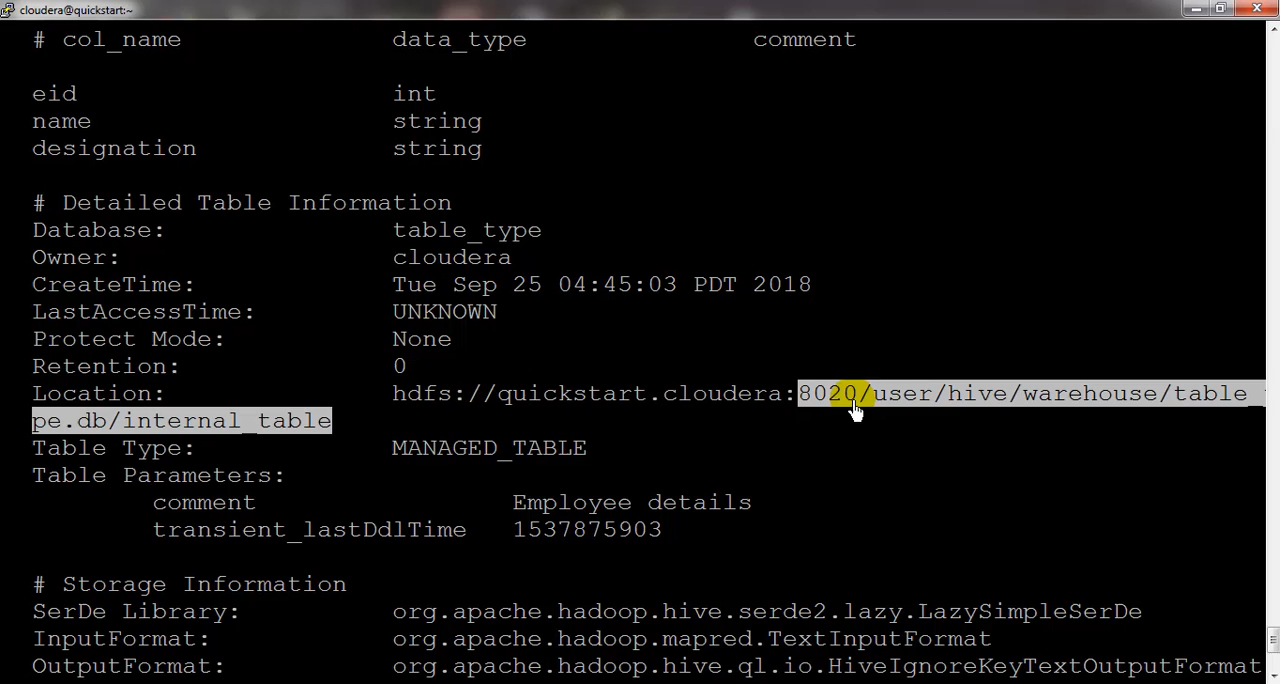 cloudera@quickstart:~
# col_name data_type comment
eid int
name string
designation string
# Detailed Table Information
Database: table_type
Owner: cloudera
CreateTime: Tue Sep 25 04:45:03 PDT 2018
LastAccessTime: UNKNOWN
Protect Mode: None
Retention: 0
Location: hdfs://quickstart.cloudera:8020/user/hive/warehouse/table_
pe.db/internal_table
Table Type: MANAGED_TABLE
Table Parameters:
comment Employee details
transient_lastDdlTime 1537875903
# Storage Information
SerDe Library: org.apache.hadoop.hive.serde2.lazy.LazySimpleSerDe
InputFormat: org.apache.hadoop.mapred.TextInputFormat
OutputFormat: org.apache.hadoop.hive.ql.io.HiveIgnoreKeyTextOutputFormat